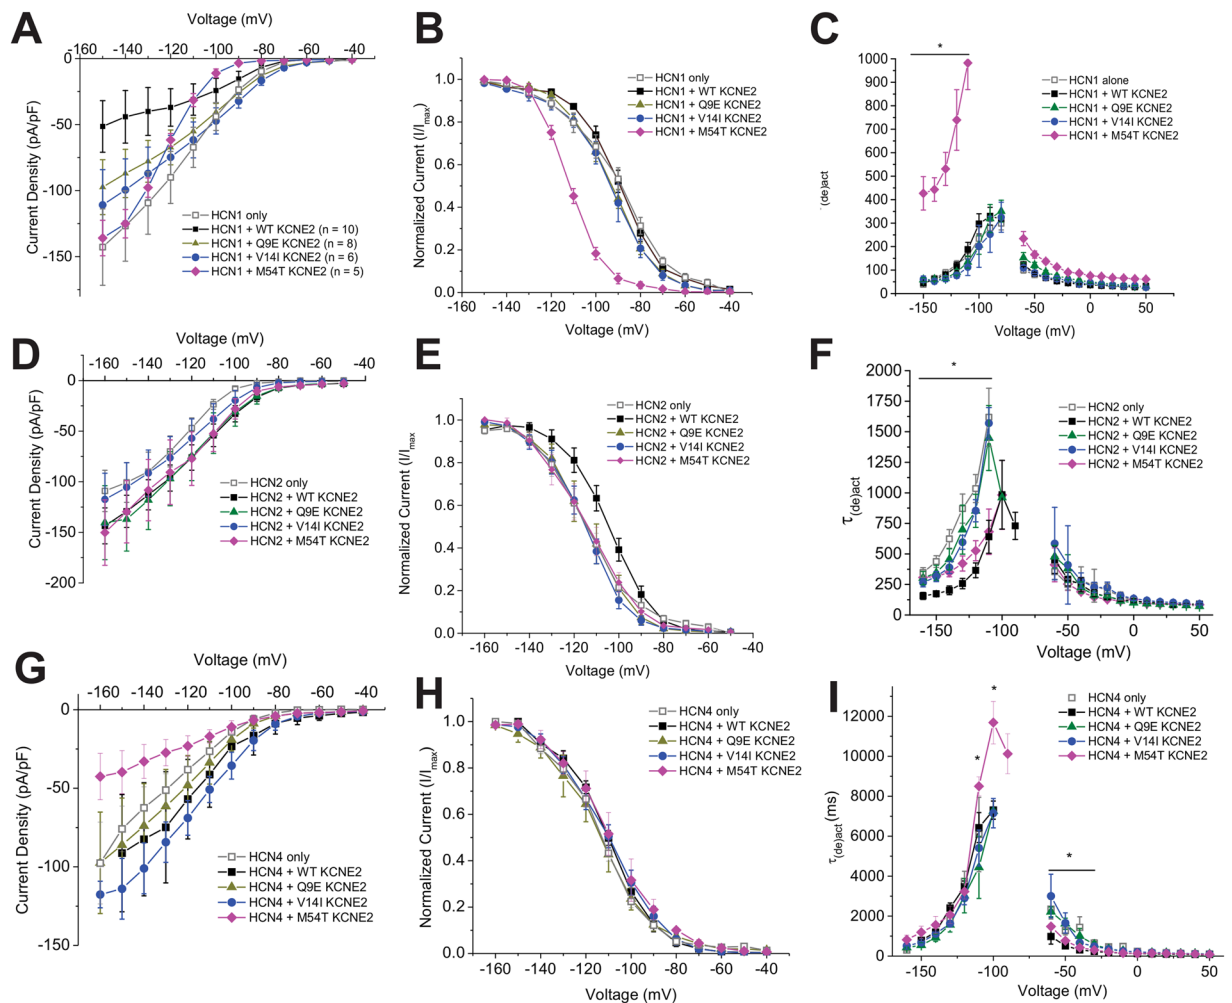 A
Voltage (mV)
-160 -140 -120 -100 -80 -60 -40
0
-50
-100
-150
Current Density (pA/pF)
HCN1 only
HCN1 + WT KCNE2 (n = 10)
HCN1 + Q9E KCNE2 (n = 8)
HCN1 + V14I KCNE2 (n = 6)
HCN1 + M54T KCNE2 (n = 5)
B
1.0
0.8
0.6
0.4
0.2
0.0
Normalized Current (I/Imax)
HCN1 only
HCN1 + WT KCNE2
HCN1 + Q9E KCNE2
HCN1 + V14I KCNE2
HCN1 + M54T KCNE2
-160 -140 -120 -100 -80 -60 -40
Voltage (mV)
C
*
1000
900
800
700
600
500
400
300
200
100
0
(de)act
HCN1 alone
HCN1 + WT KCNE2
HCN1 + Q9E KCNE2
HCN1 + V14I KCNE2
HCN1 + M54T KCNE2
-150 -100 -50 0 50
Voltage (mV)
D
Voltage (mV)
-160 -140 -120 -100 -80 -60 -40
0
-50
-100
-150
-200
Current Density (pA/pF)
HCN2 only
HCN2 + WT KCNE2
HCN2 + Q9E KCNE2
HCN2 + V14I KCNE2
HCN2 + M54T KCNE2
E
1.0
0.8
0.6
0.4
0.2
0.0
Normalized Current (I/Imax)
HCN2 only
HCN2 + WT KCNE2
HCN2 + Q9E KCNE2
HCN2 + V14I KCNE2
HCN2 + M54T KCNE2
-160 -140 -120 -100 -80 -60 -40
Voltage (mV)
F
*
2000
1750
1500
1250
1000
750
500
250
0
τ(de)act
HCN2 only
HCN2 + WT KCNE2
HCN2 + Q9E KCNE2
HCN2 + V14I KCNE2
HCN2 + M54T KCNE2
-150 -100 -50 0 50
Voltage (mV)
G
Voltage (mV)
-160 -140 -120 -100 -80 -60 -40
0
-50
-100
-150
Current Density (pA/pF)
HCN4 only
HCN4 + WT KCNE2
HCN4 + Q9E KCNE2
HCN4 + V14I KCNE2
HCN4 + M54T KCNE2
H
1.0
0.8
0.6
0.4
0.2
0.0
Normalized Current (I/Imax)
HCN4 only
HCN4 + WT KCNE2
HCN4 + Q9E KCNE2
HCN4 + V14I KCNE2
HCN4 + M54T KCNE2
-160 -140 -120 -100 -80 -60 -40
Voltage (mV)
I
*
*
*
12000
10000
8000
6000
4000
2000
0
τ(de)act (ms)
HCN4 only
HCN4 + WT KCNE2
HCN4 + Q9E KCNE2
HCN4 + V14I KCNE2
HCN4 + M54T KCNE2
-150 -100 -50 0 50
Voltage (mV)